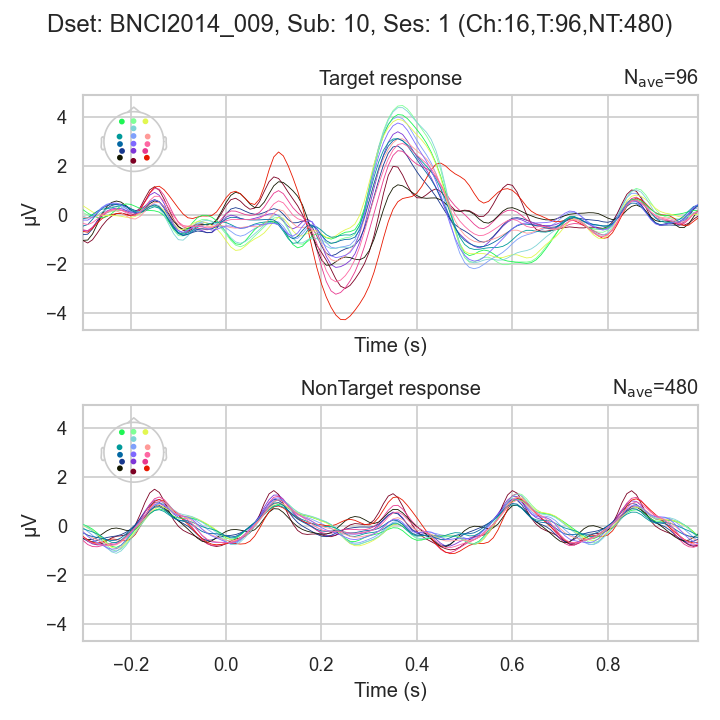 Dset: BNCI2014_009, Sub: 10, Ses: 1 (Ch:16,T:96,NT:480)
Target response
Nave=96
4
2
0
−2
−4
µV
Time (s)
NonTarget response
Nave=480
4
2
0
−2
−4
µV
−0.2 0.0 0.2 0.4 0.6 0.8
Time (s)